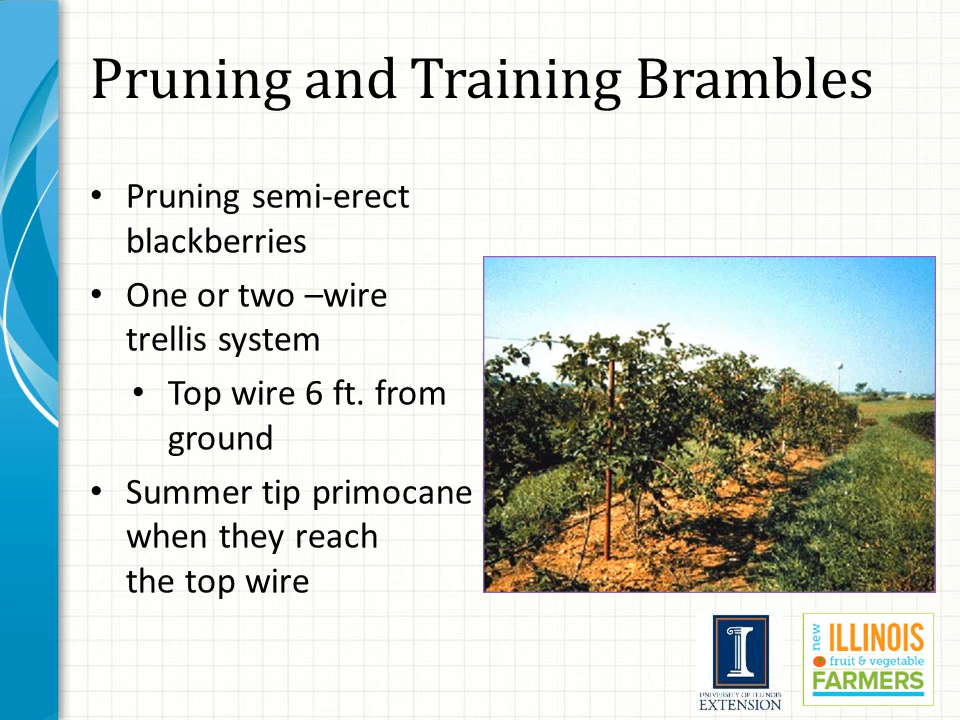 Pruning and Training Brambles
• Pruning semi-erect
blackberries
• One or two –wire
trellis system
• Top wire 6 ft. from
ground
• Summer tip primocane
when they reach
the top wire
I
UNIVERSITY OF ILLINOIS
EXTENSION
new
ILLINOIS
fruit & vegetable
FARMERS